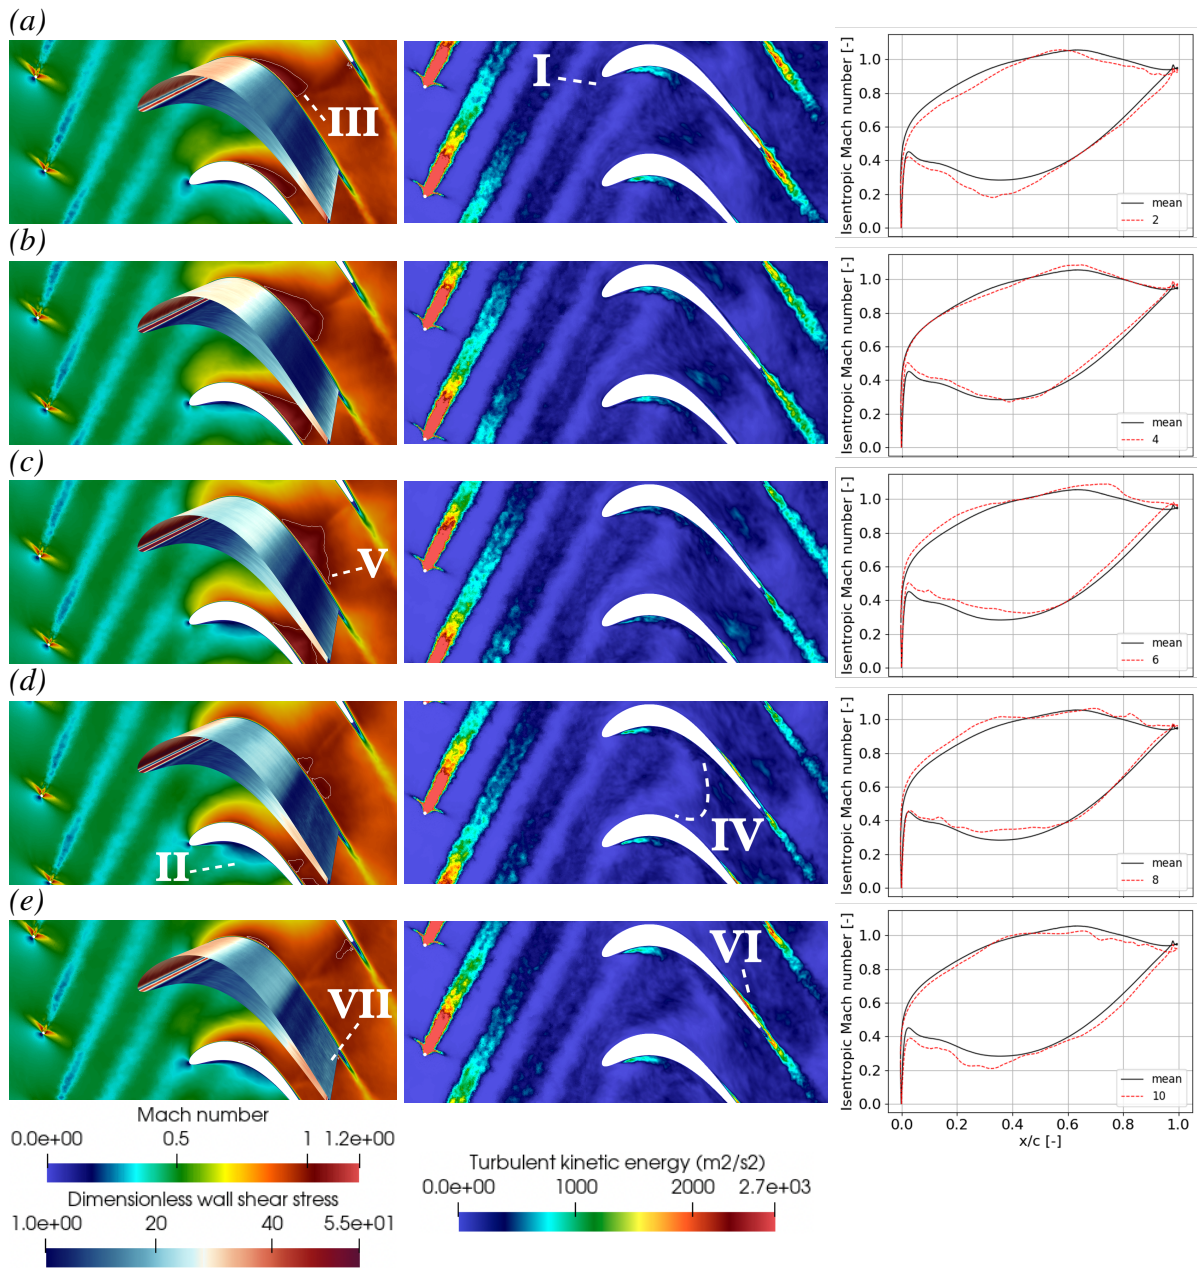 (a)
I
III
Isentropic Mach number [-]
1.0
0.8
0.6
0.4
0.2
0.0
mean
2
(b)
Isentropic Mach number [-]
1.0
0.8
0.6
0.4
0.2
0.0
mean
4
(c)
V
Isentropic Mach number [-]
1.0
0.8
0.6
0.4
0.2
0.0
mean
6
(d)
II
IV
Isentropic Mach number [-]
1.0
0.8
0.6
0.4
0.2
0.0
mean
8
(e)
VII
VI
Isentropic Mach number [-]
1.0
0.8
0.6
0.4
0.2
0.0
mean
10
0.0 0.2 0.4 0.6 0.8 1.0
x/c [-]
Mach number
0.0e+00 0.5 1 1.2e+00
Dimensionless wall shear stress
1.0e+00 20 40 5.5e+01
Turbulent kinetic energy (m2/s2)
0.0e+00 1000 2000 2.7e+03